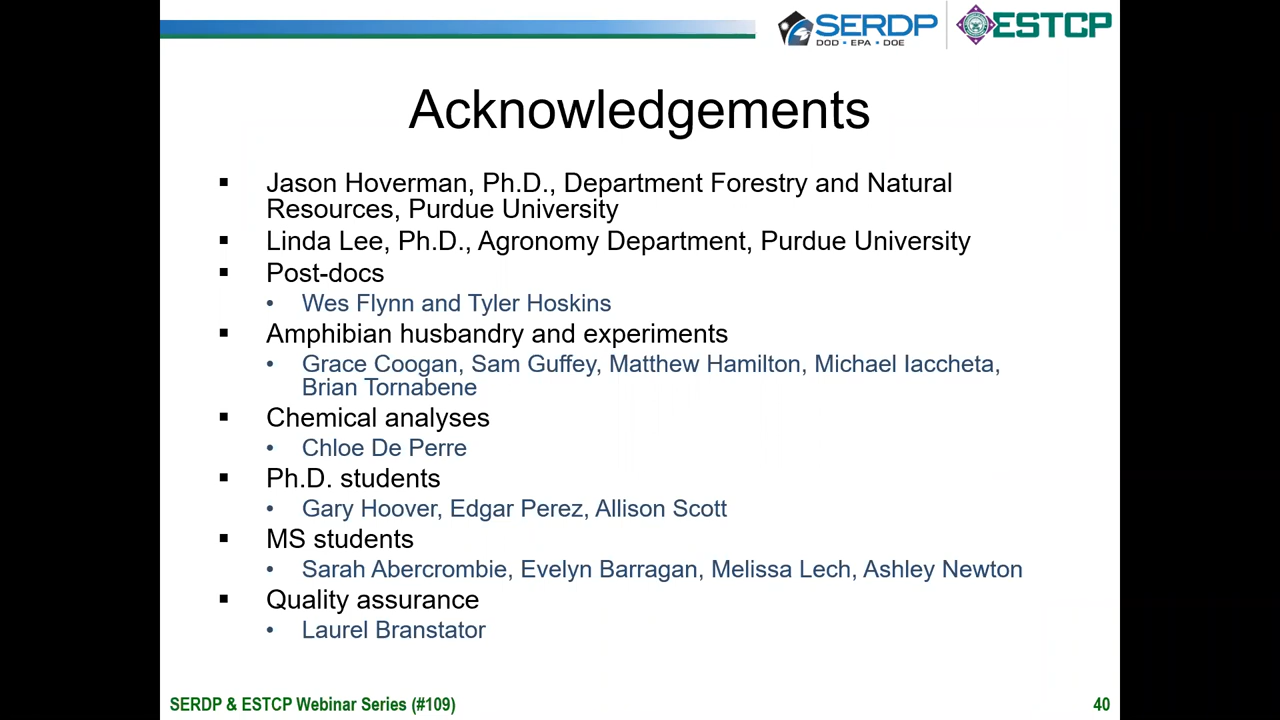 SERDP
DOD • EPA • DOE
ESTCP
Acknowledgements
▪ Jason Hoverman, Ph.D., Department Forestry and Natural
Resources, Purdue University
▪ Linda Lee, Ph.D., Agronomy Department, Purdue University
▪ Post-docs
• Wes Flynn and Tyler Hoskins
▪ Amphibian husbandry and experiments
• Grace Coogan, Sam Guffey, Matthew Hamilton, Michael Iaccheta,
Brian Tornabene
▪ Chemical analyses
• Chloe De Perre
▪ Ph.D. students
• Gary Hoover, Edgar Perez, Allison Scott
▪ MS students
• Sarah Abercrombie, Evelyn Barragan, Melissa Lech, Ashley Newton
▪ Quality assurance
• Laurel Branstator
SERDP & ESTCP Webinar Series (#109)
40